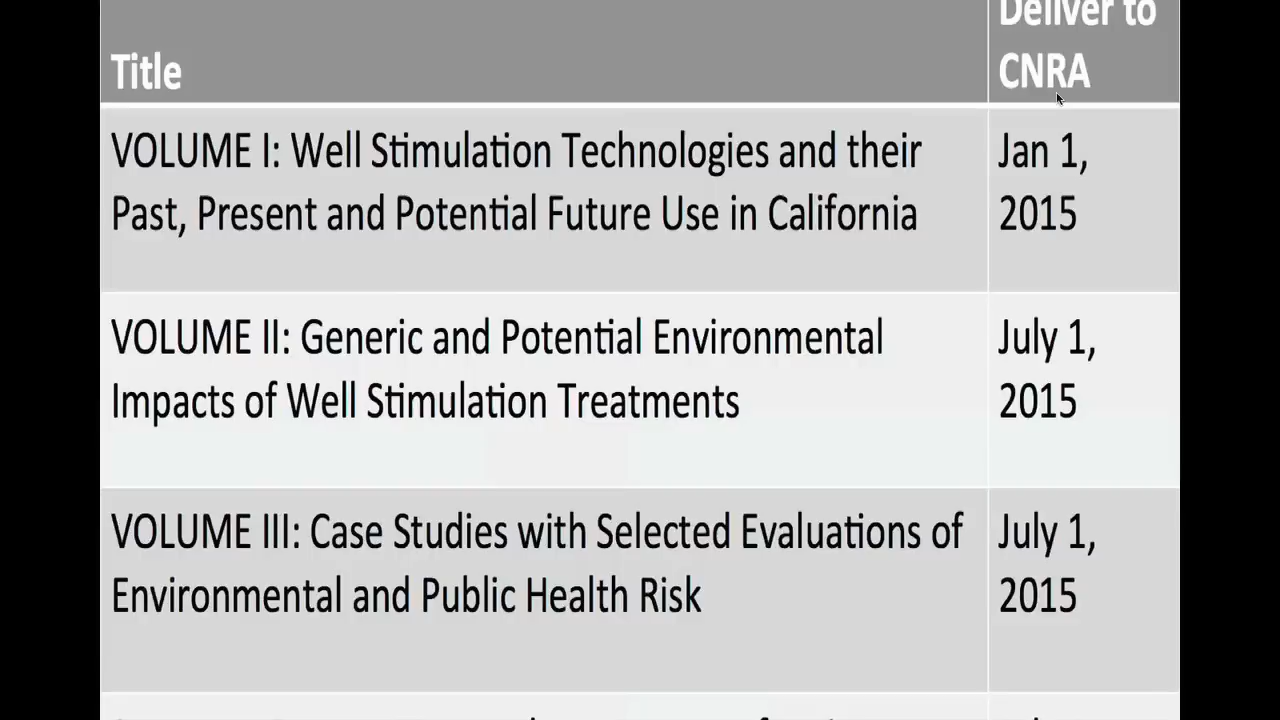 Deliver to
Title
CNRA
VOLUME I: Well Stimulation Technologies and their
Past, Present and Potential Future Use in California
Jan 1,
2015
VOLUME II: Generic and Potential Environmental
Impacts of Well Stimulation Treatments
July 1,
2015
VOLUME III: Case Studies with Selected Evaluations of
Environmental and Public Health Risk
July 1,
2015